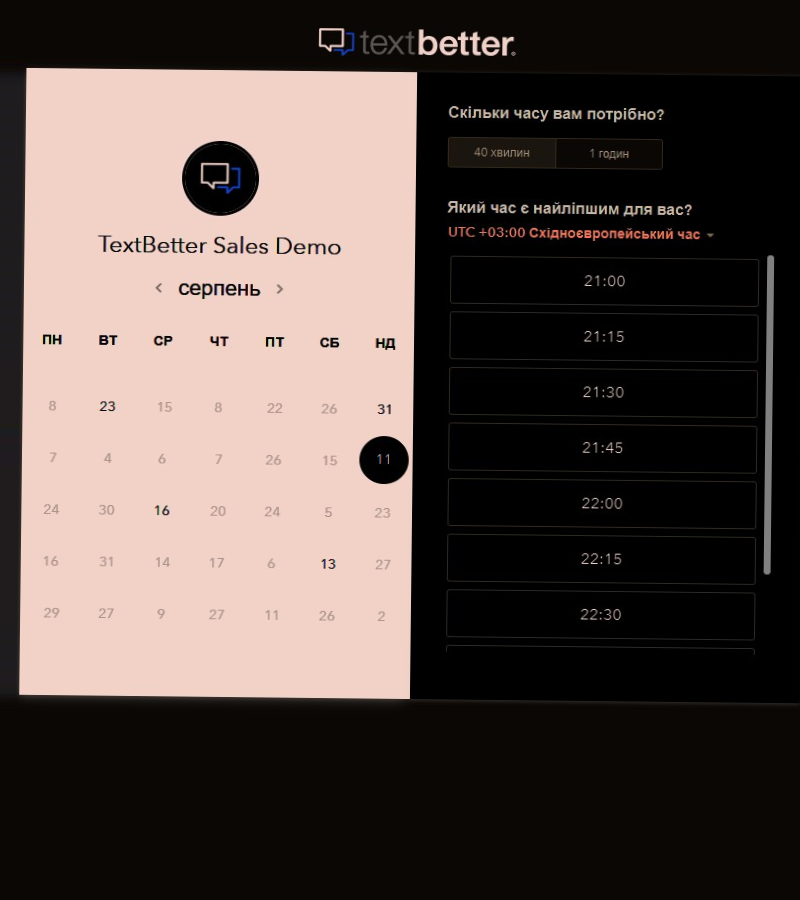 textbetter.
TextBetter Sales Demo
серпень
ПН ВТ СР ЧТ ПТ СБ НД
8 23 15 8 22 26 31
7 4 6 7 26 15 11
24 30 16 20 24 5 23
16 31 14 17 6 13 27
29 27 9 27 11 26 2
Скільки часу вам потрібно?
40 хвилин 1 годин
Який час є найліпшим для вас?
UTC +03:00 Східноєвропейський час
21:00
21:15
21:30
21:45
22:00
22:15
22:30